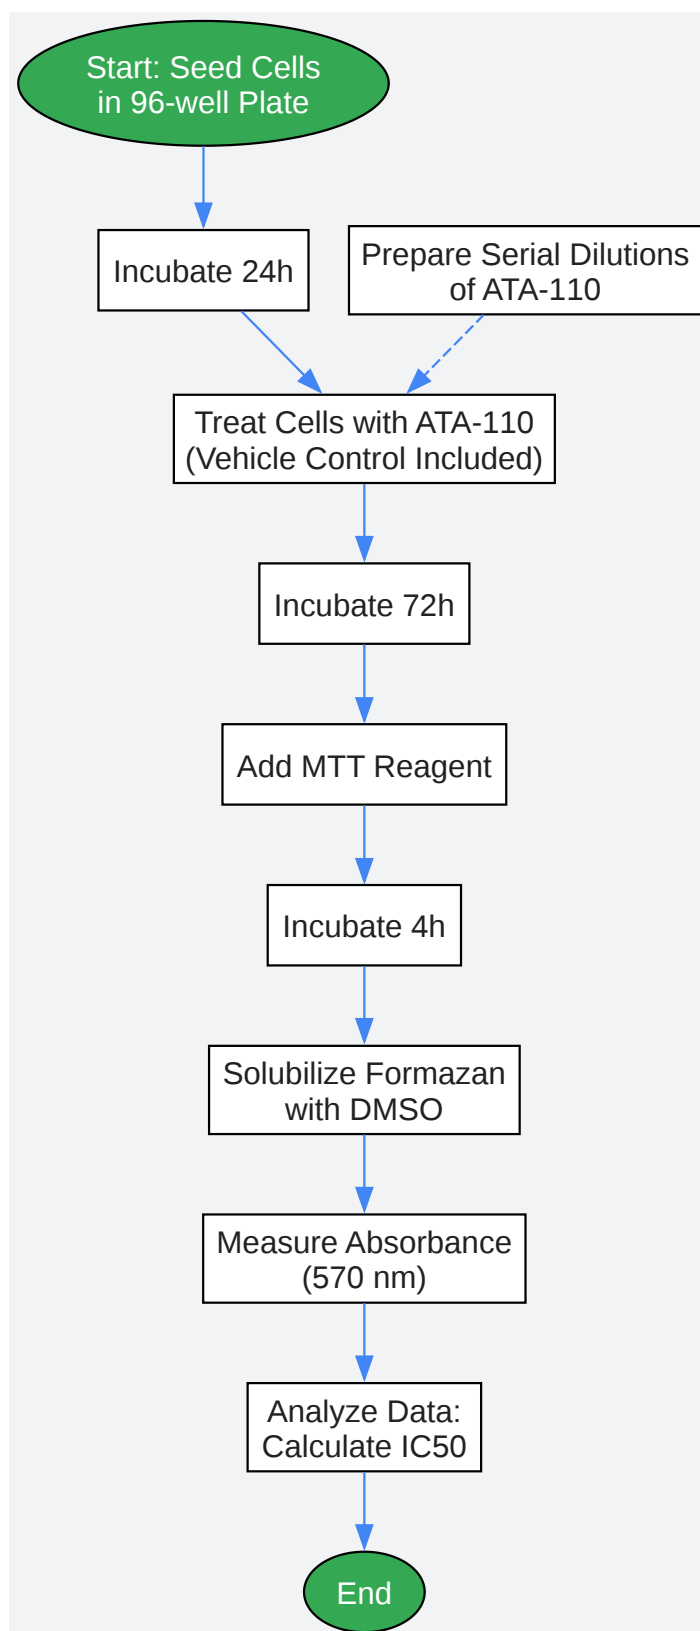 Start: Seed Cells
in 96-well Plate
Incubate 24h
Prepare Serial Dilutions
of ATA-110
Treat Cells with ATA-110
(Vehicle Control Included)
Incubate 72h
Add MTT Reagent
Incubate 4h
Solubilize Formazan
with DMSO
Measure Absorbance
(570 nm)
Analyze Data:
Calculate IC50
End